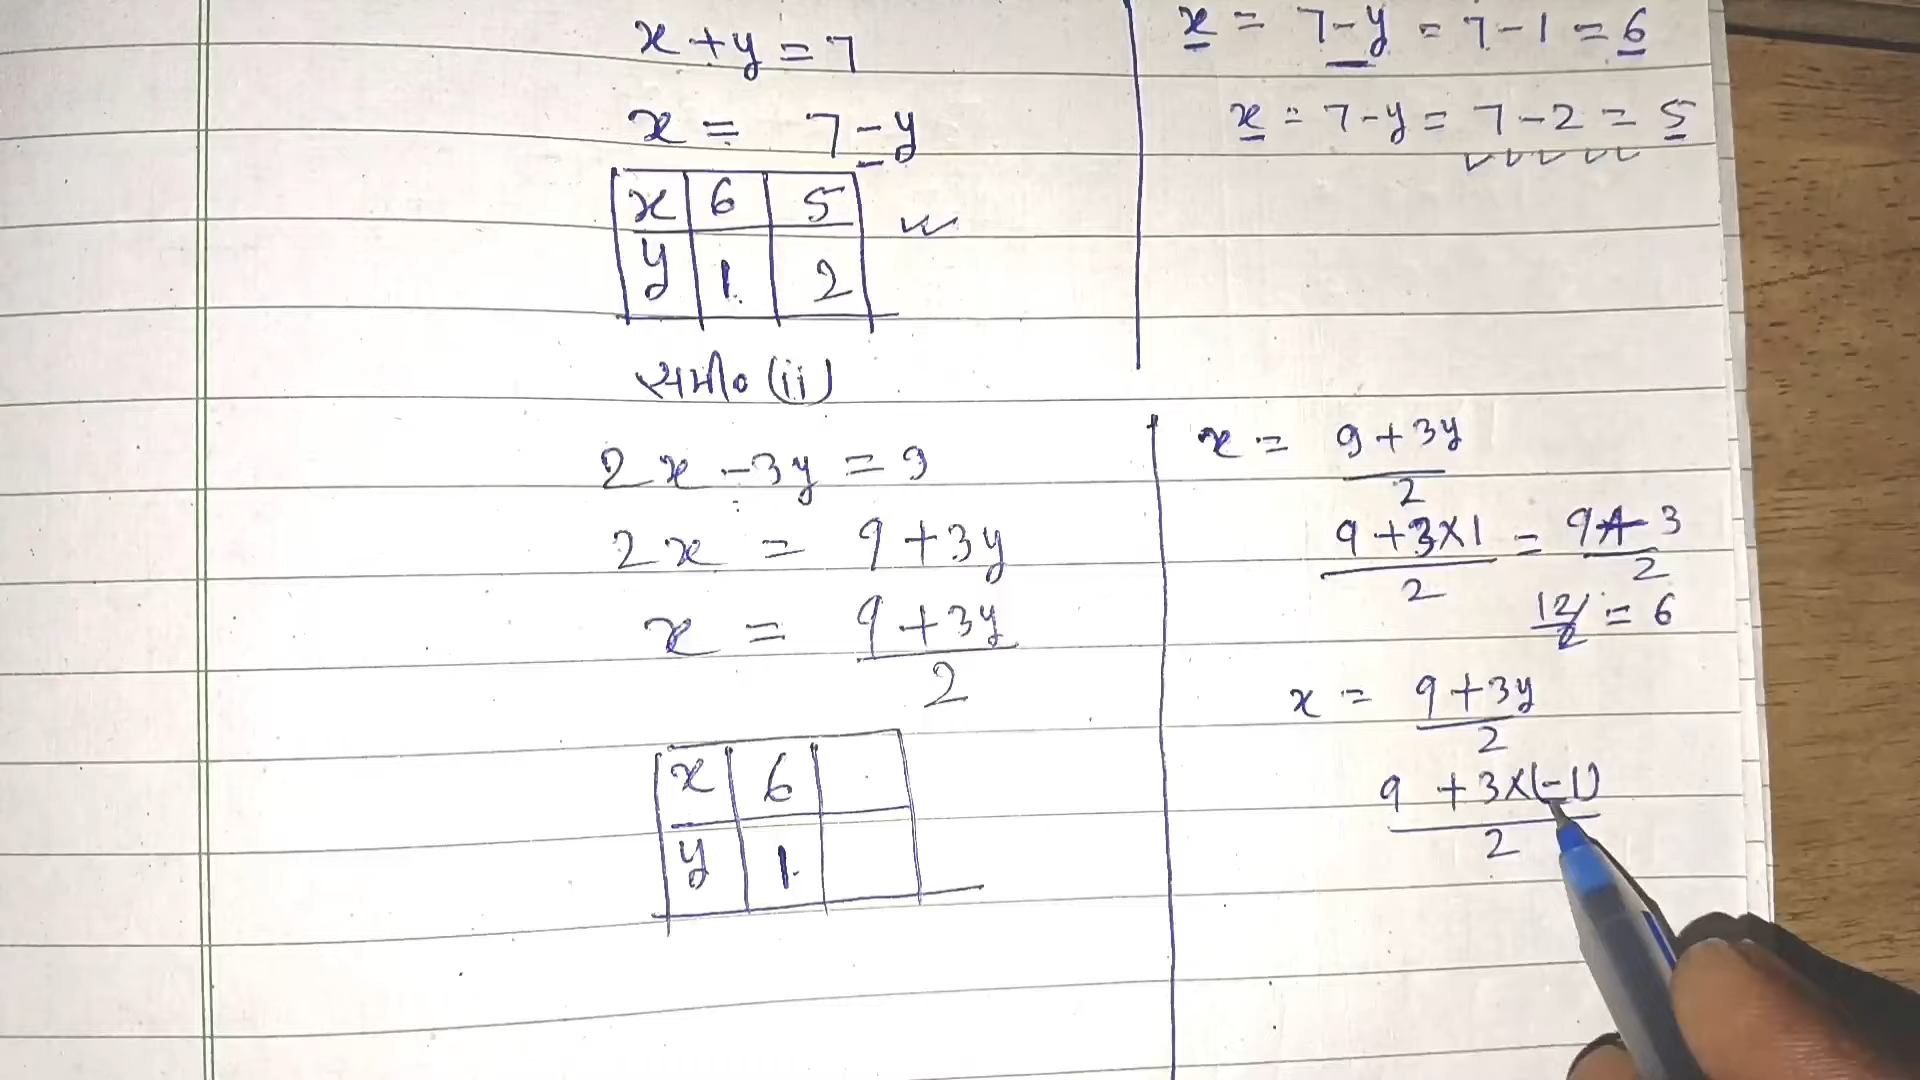 x + y = 7
x = 7 - y
x 6 5
y 1 2
x = 7 - y = 7 - 1 = 6
x = 7 - y = 7 - 2 = 5
समी० (ii)
2x - 3y = 9
2x = 9 + 3y
x = 9 + 3y
2
x 6
y 1
x = 9 + 3y
2
9 + 3×1 = 9 + 3
2 2
12/2 = 6
x = 9 + 3y
2
9 + 3×(-1)
2